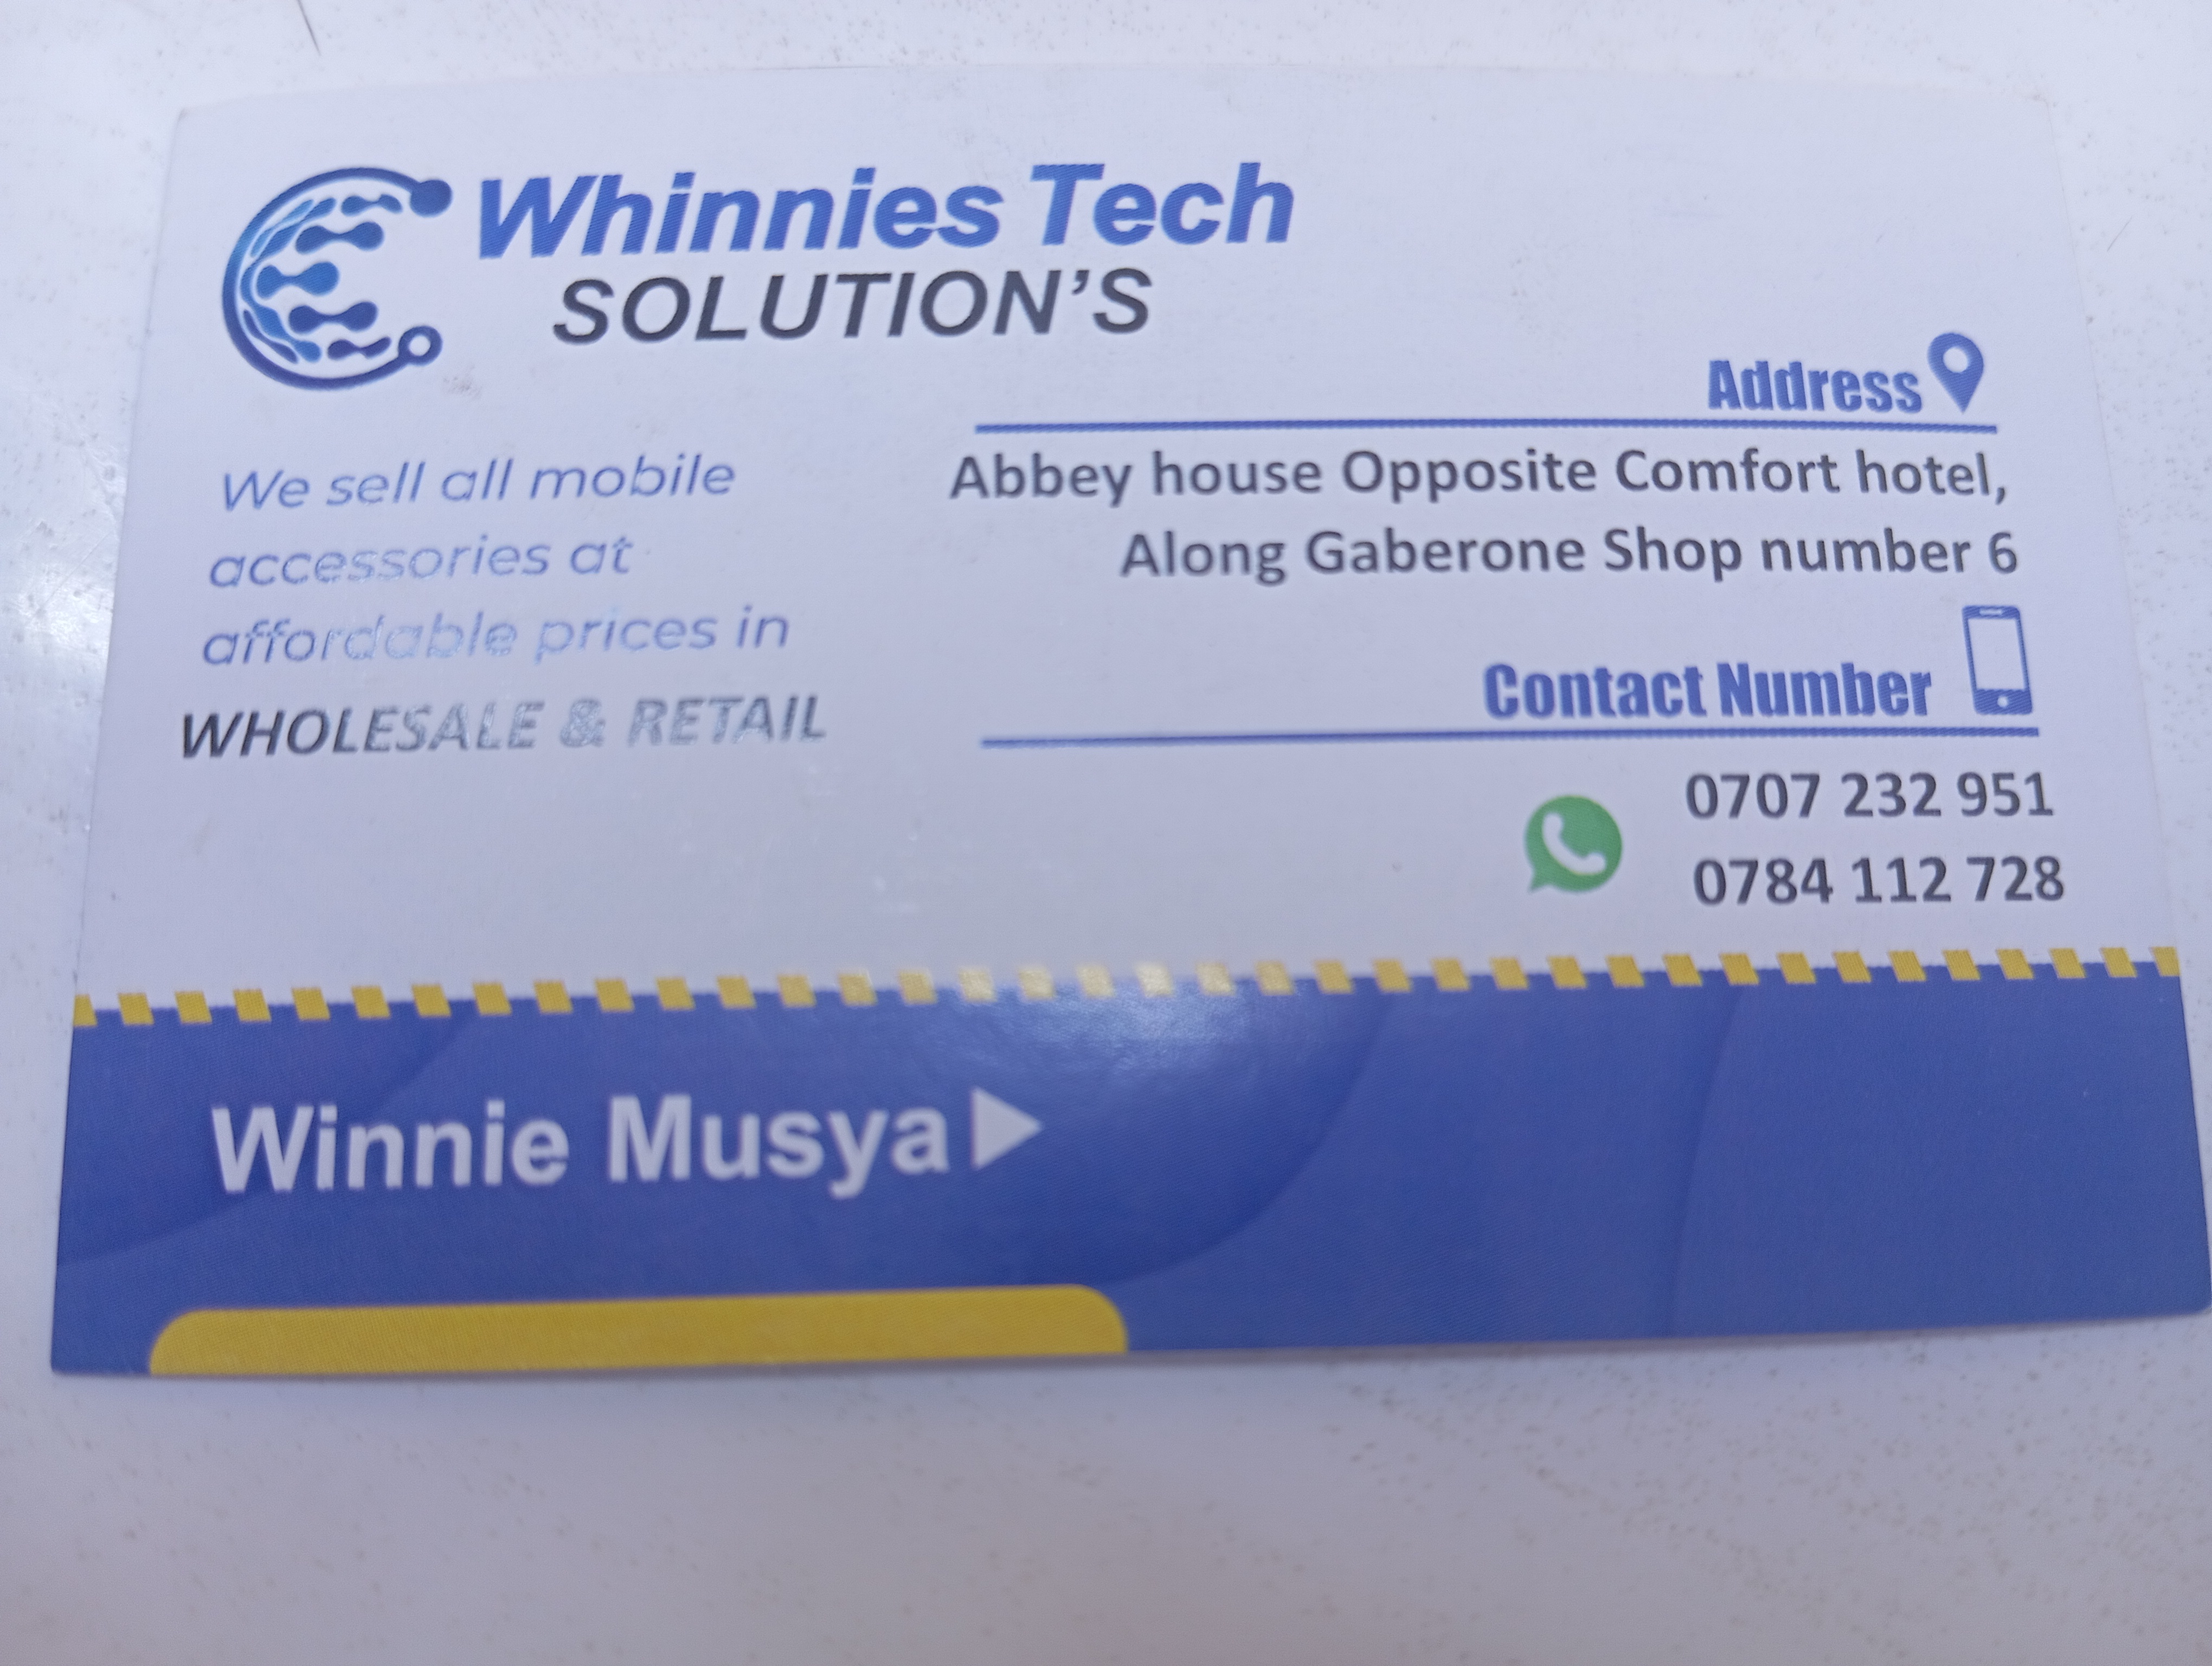 Whinnies Tech
SOLUTION'S
We sell all mobile
accessories at
affordable prices in
WHOLESALE & RETAIL
Address
Abbey house Opposite Comfort hotel,
Along Gaberone Shop number 6
Contact Number
0707 232 951
0784 112 728
Winnie Musya